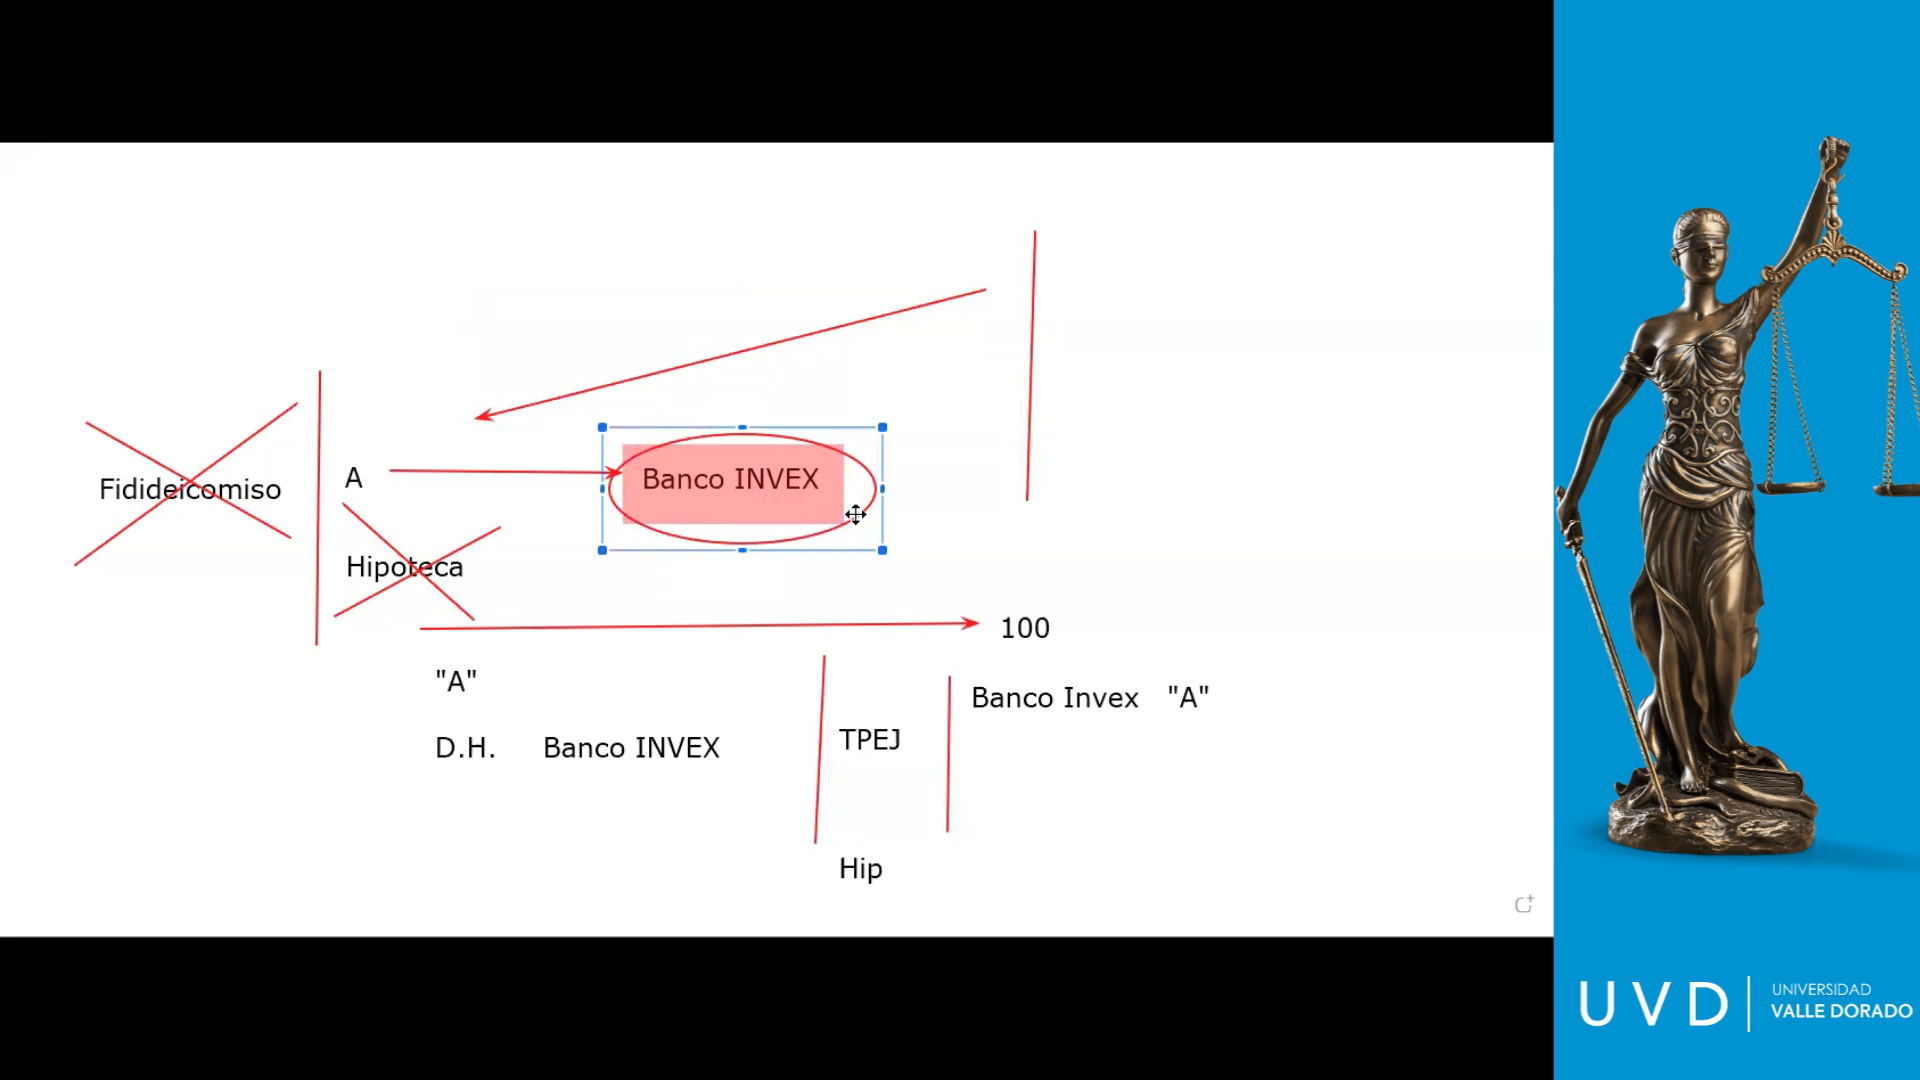 Fidideicomiso
A
Banco INVEX
Hipoteca
100
"A"
Banco Invex "A"
D.H. Banco INVEX
TPEJ
Hip
UVD
UNIVERSIDAD
VALLE DORADO